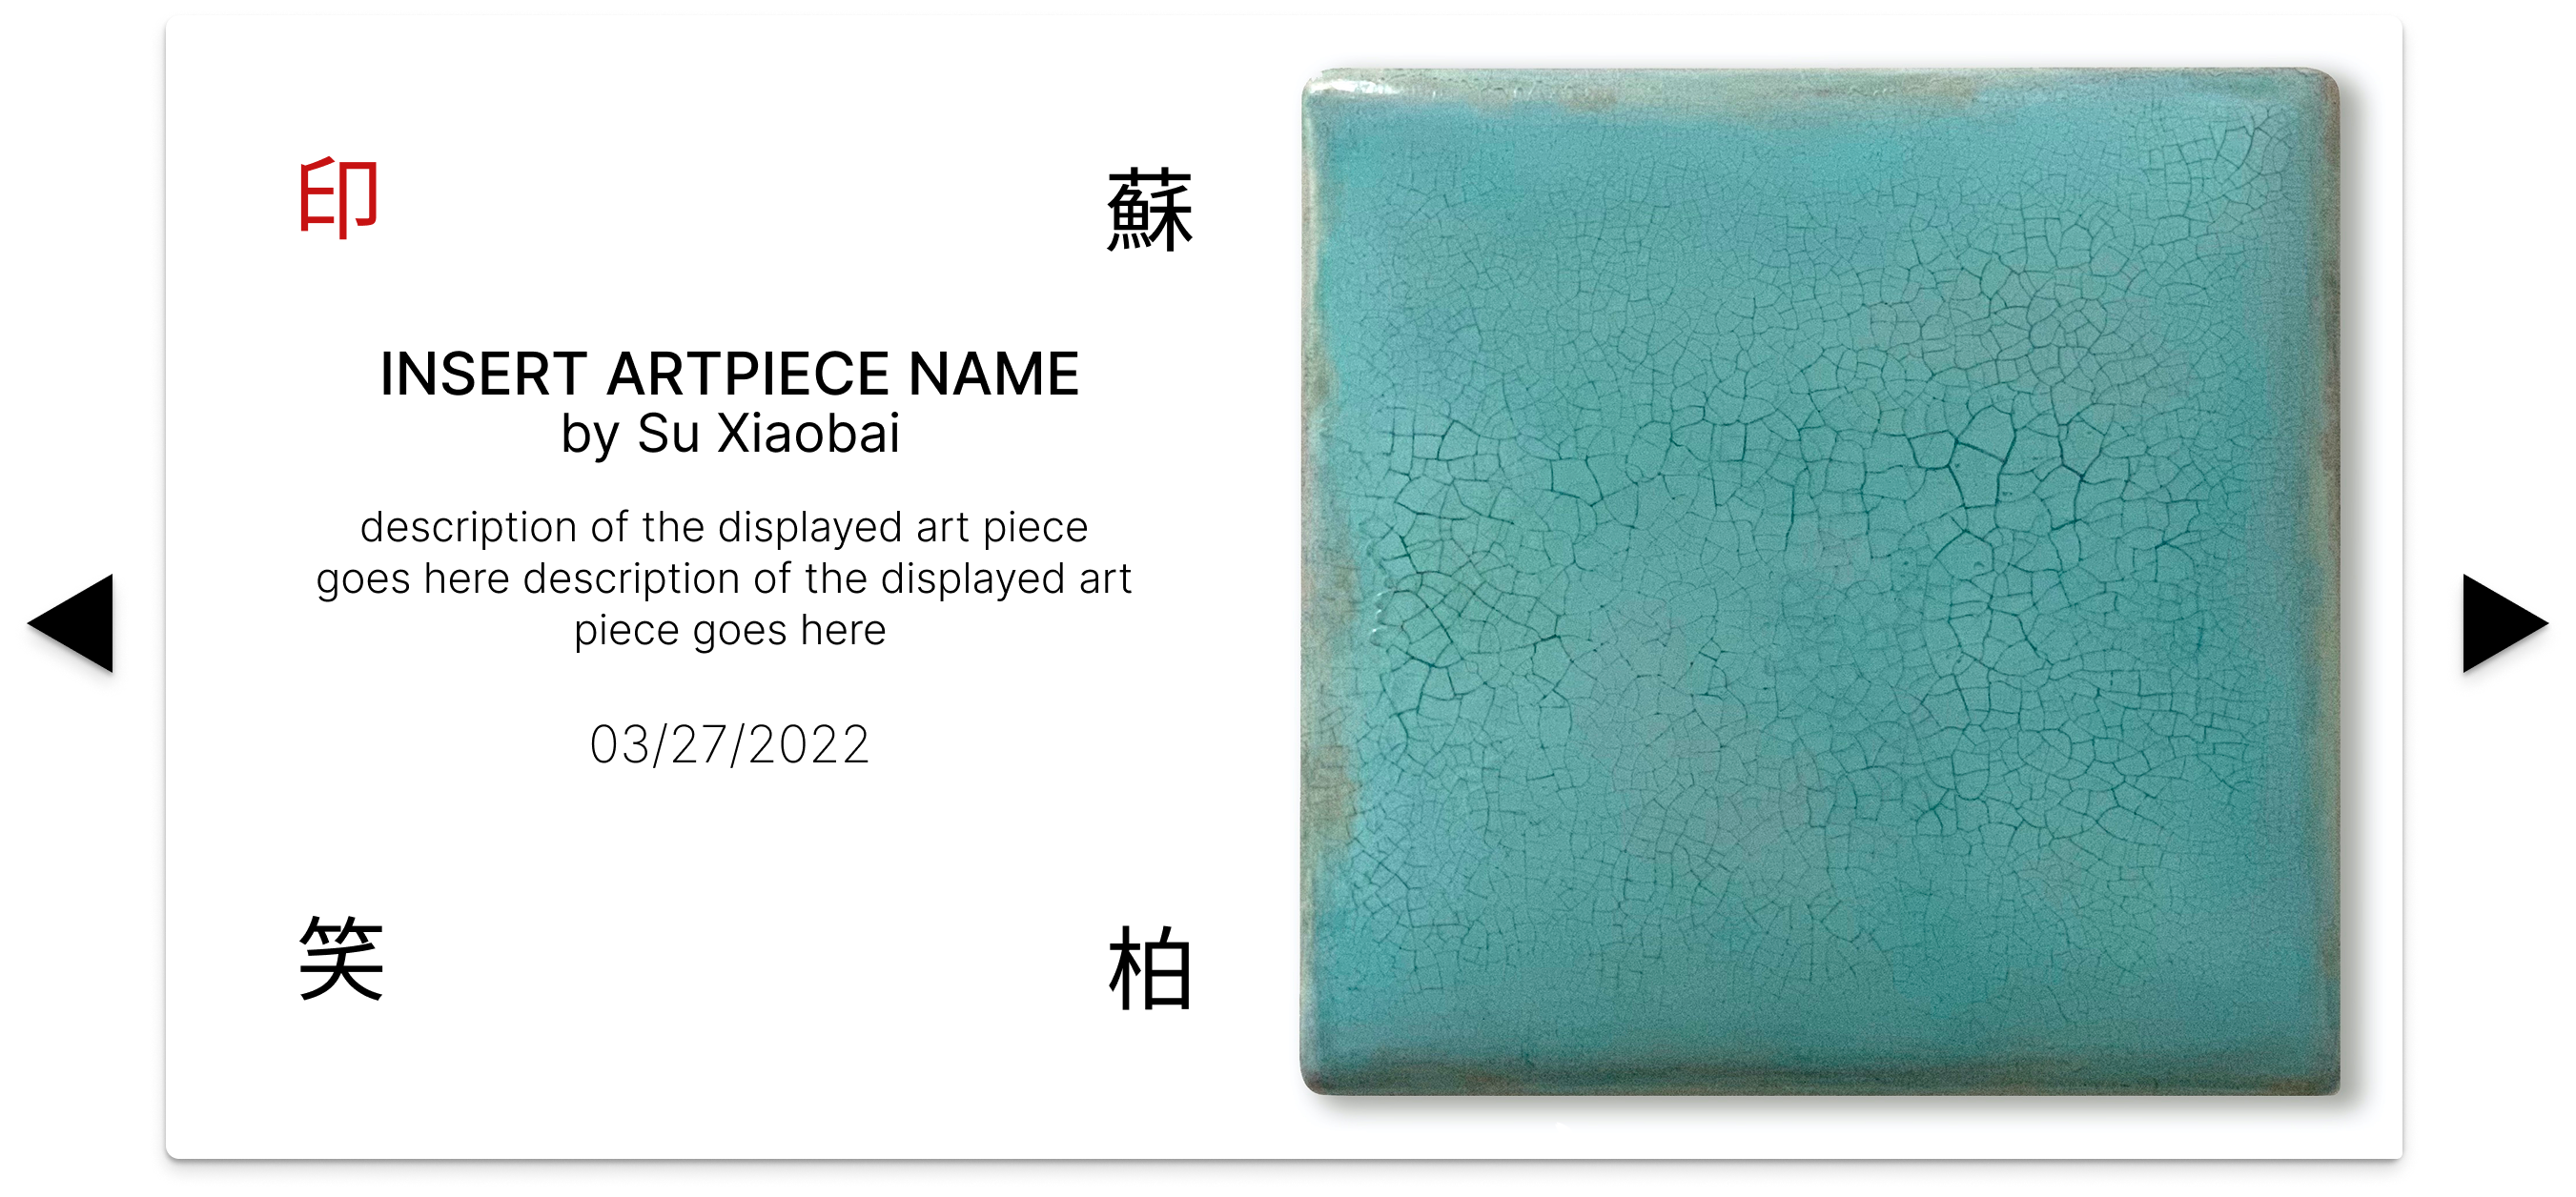 印
蘇
INSERT ARTPIECE NAME
by Su Xiaobai
description of the displayed art piece
goes here description of the displayed art
piece goes here
03/27/2022
笑
柏